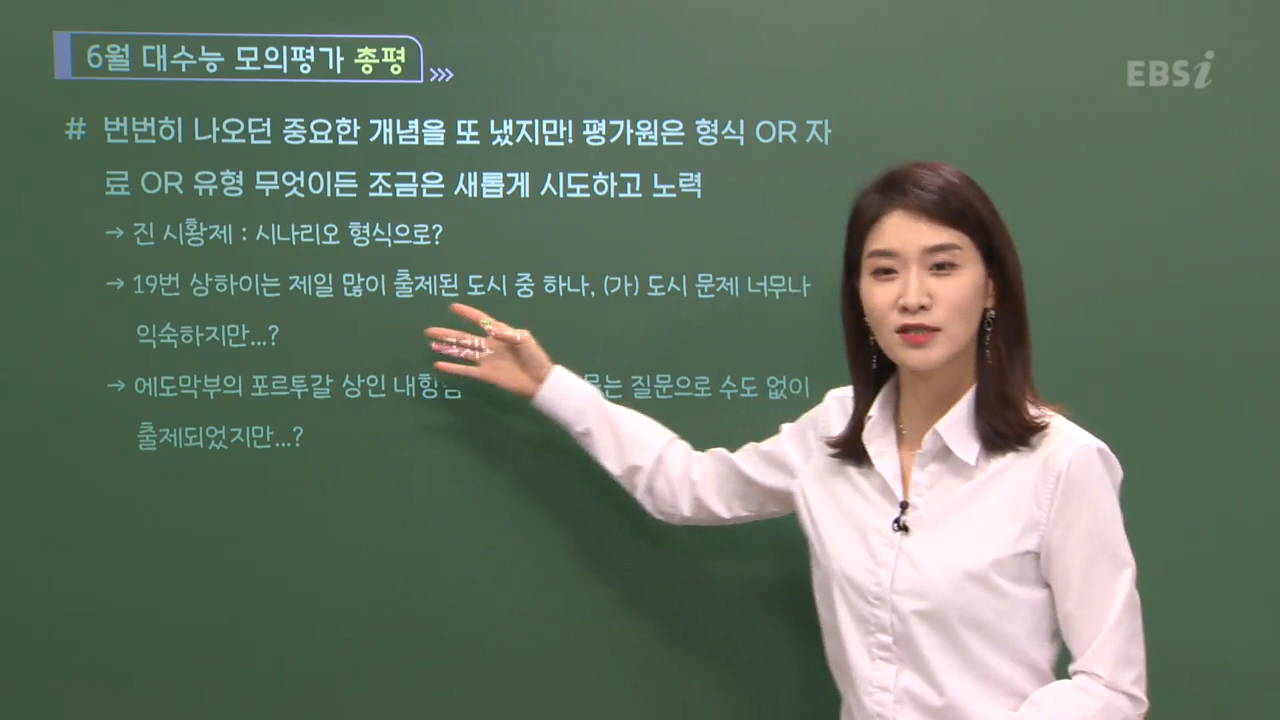 6월 대수능 모의평가 총평 >>>
EBSi
# 번번히 나오던 중요한 개념을 또 냈지만! 평가원은 형식 OR 자
료 OR 유형 무엇이든 조금은 새롭게 시도하고 노력
→ 진 시황제 : 시나리오 형식으로?
→ 19번 상하이는 제일 많이 출제된 도시 중 하나, (가) 도시 문제 너무나
익숙하지만...?
→ 에도막부의 포르투갈 상인 내항 는 질문으로 수도 없이
출제되었지만...?